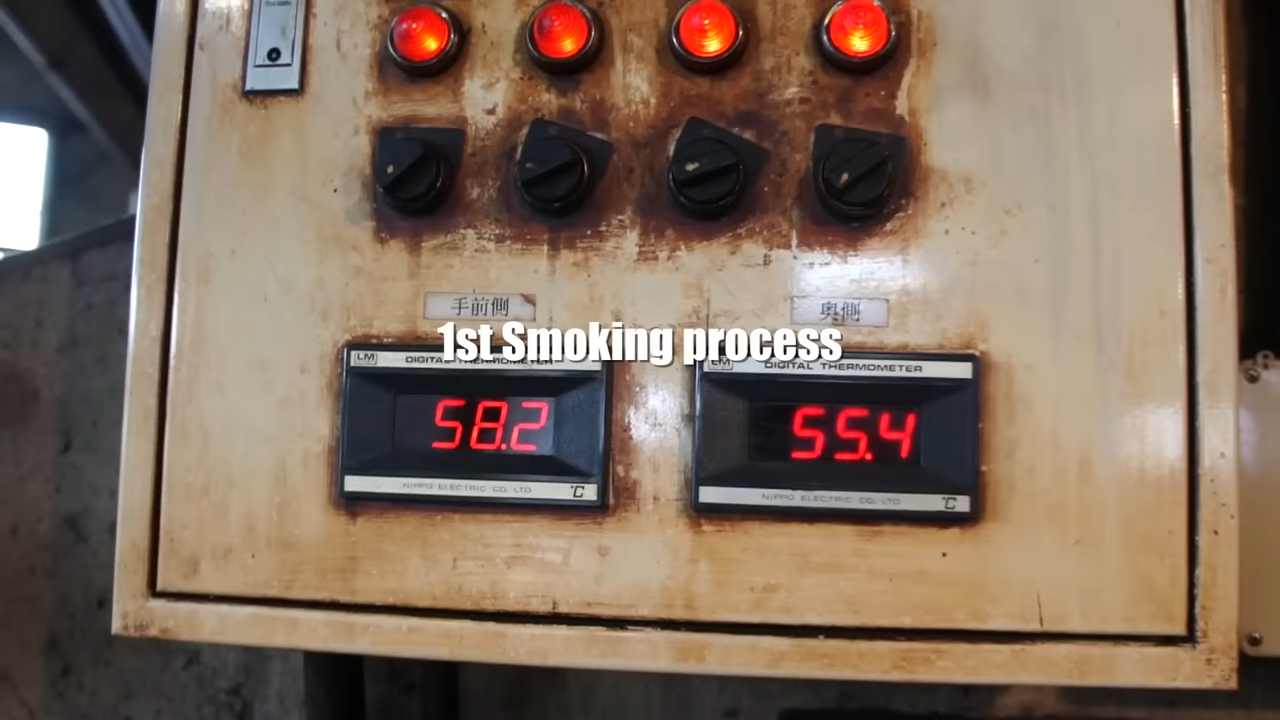 手前側
奥側
1st Smoking process
LM DIGITAL THERMOMETER
LM DIGITAL THERMOMETER
58.2
55.4
NIPPO ELECTRIC CO., LTD °C
NIPPO ELECTRIC CO., LTD °C